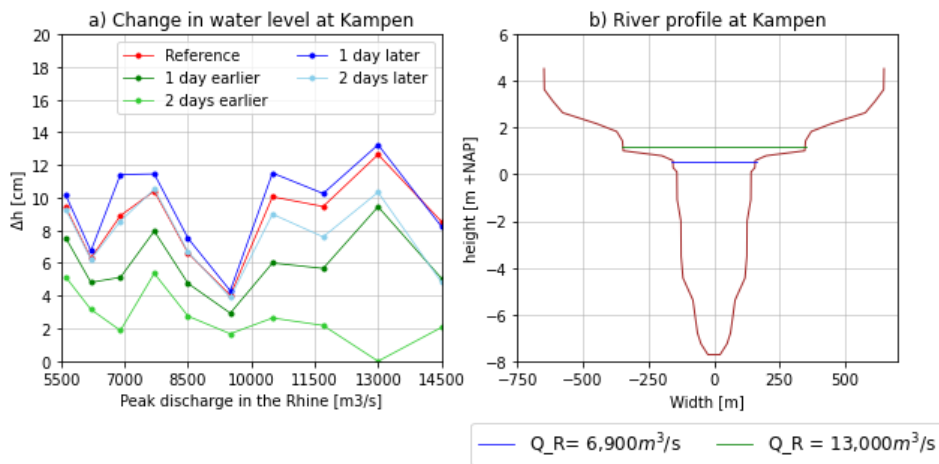 a) Change in water level at Kampen
20
18
16
14
12
10
8
6
4
2
0
Δh [cm]
Reference
1 day earlier
2 days earlier
1 day later
2 days later
5500 7000 8500 10000 11500 13000 14500
Peak discharge in the Rhine [m3/s]
b) River profile at Kampen
6
4
2
0
−2
−4
−6
−8
height [m +NAP]
−750 −500 −250 0 250 500
Width [m]
Q_R= 6,900m³/s Q_R = 13,000m³/s